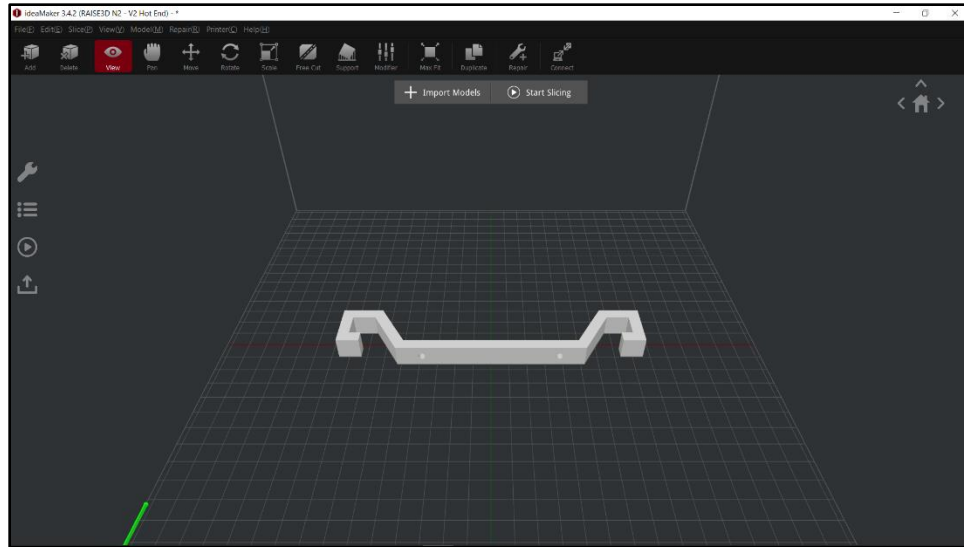 ideaMaker 3.4.2 (RAISE3D N2 - V2 Hot End) - *
File(F) Edit(E) Slice(P) View(V) Model(M) Repair(R) Printer(C) Help(H)
Add Delete View Pan Move Rotate Scale Free Cut Support Modifier Max Fit Duplicate Repair Connect
Import Models Start Slicing